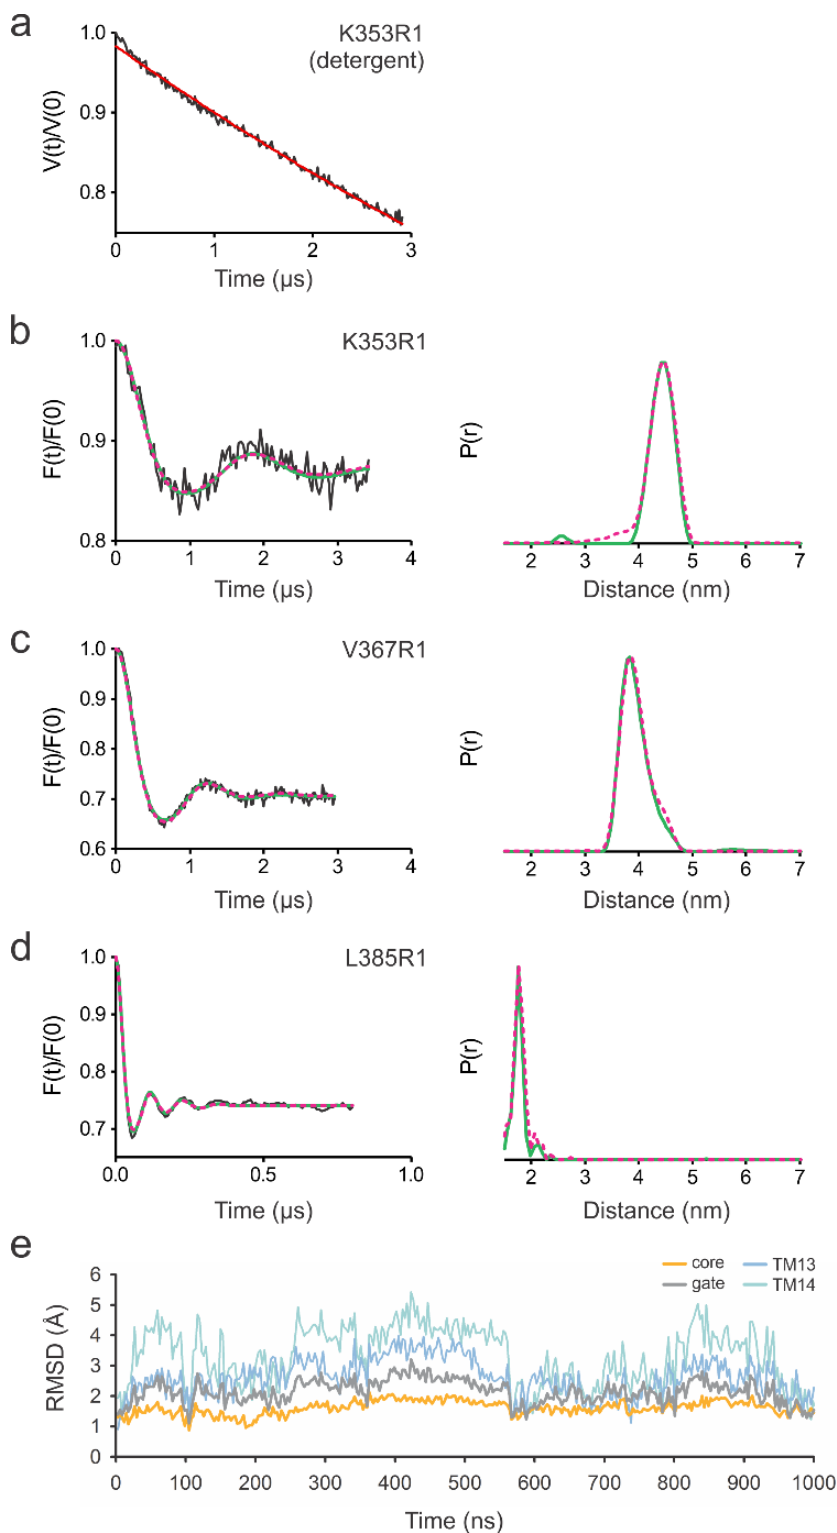 a
K353R1
(detergent)
V(t)/V(0)
1.0
0.9
0.8
0
1
2
3
Time (µs)
b
K353R1
F(t)/F(0)
1.0
0.9
0.8
0
1
2
3
4
Time (µs)
P(r)
2
3
4
5
6
7
Distance (nm)
c
V367R1
F(t)/F(0)
1.0
0.9
0.8
0.7
0.6
0
1
2
3
4
Time (µs)
P(r)
2
3
4
5
6
7
Distance (nm)
d
L385R1
F(t)/F(0)
1.0
0.9
0.8
0.7
0.0
0.5
1.0
Time (µs)
P(r)
2
3
4
5
6
7
Distance (nm)
e
core
TM13
gate
TM14
RMSD (Å)
6
5
4
3
2
1
0
0
100
200
300
400
500
600
700
800
900
1000
Time (ns)